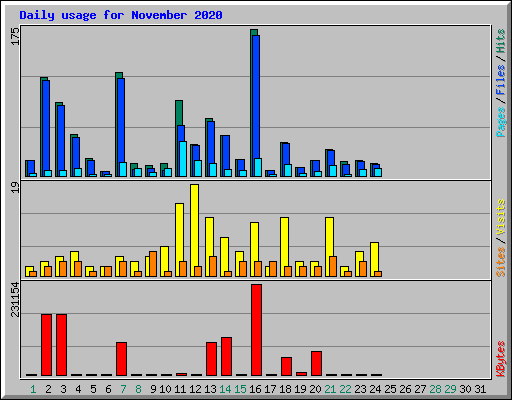 Daily usage for November 2020
175
Pages / Files / Hits
19
Sites / Visits
231154
KBytes
1 2 3 4 5 6 7 8 9 10 11 12 13 14 15 16 17 18 19 20 21 22 23 24 25 26 27 28 29 30 31